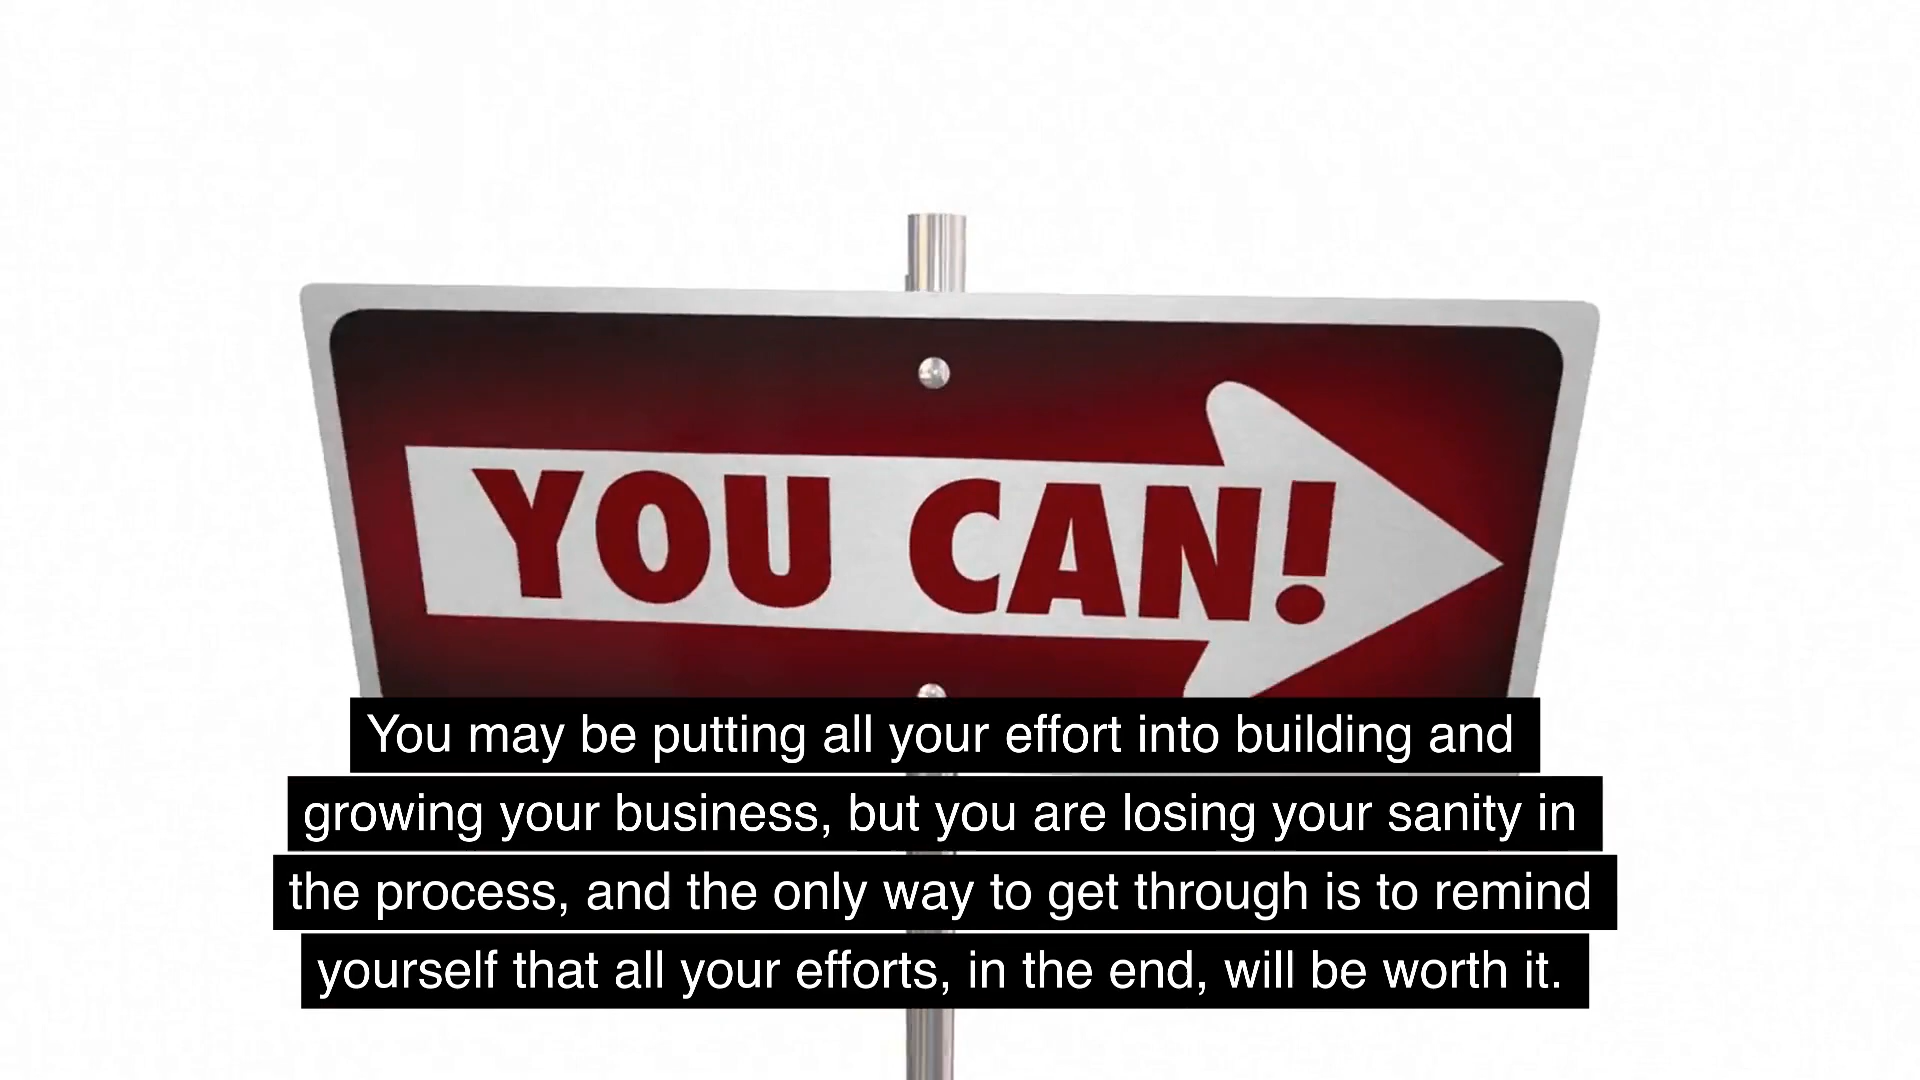 YOU CAN!
You may be putting all your effort into building and
growing your business, but you are losing your sanity in
the process, and the only way to get through is to remind
yourself that all your efforts, in the end, will be worth it.